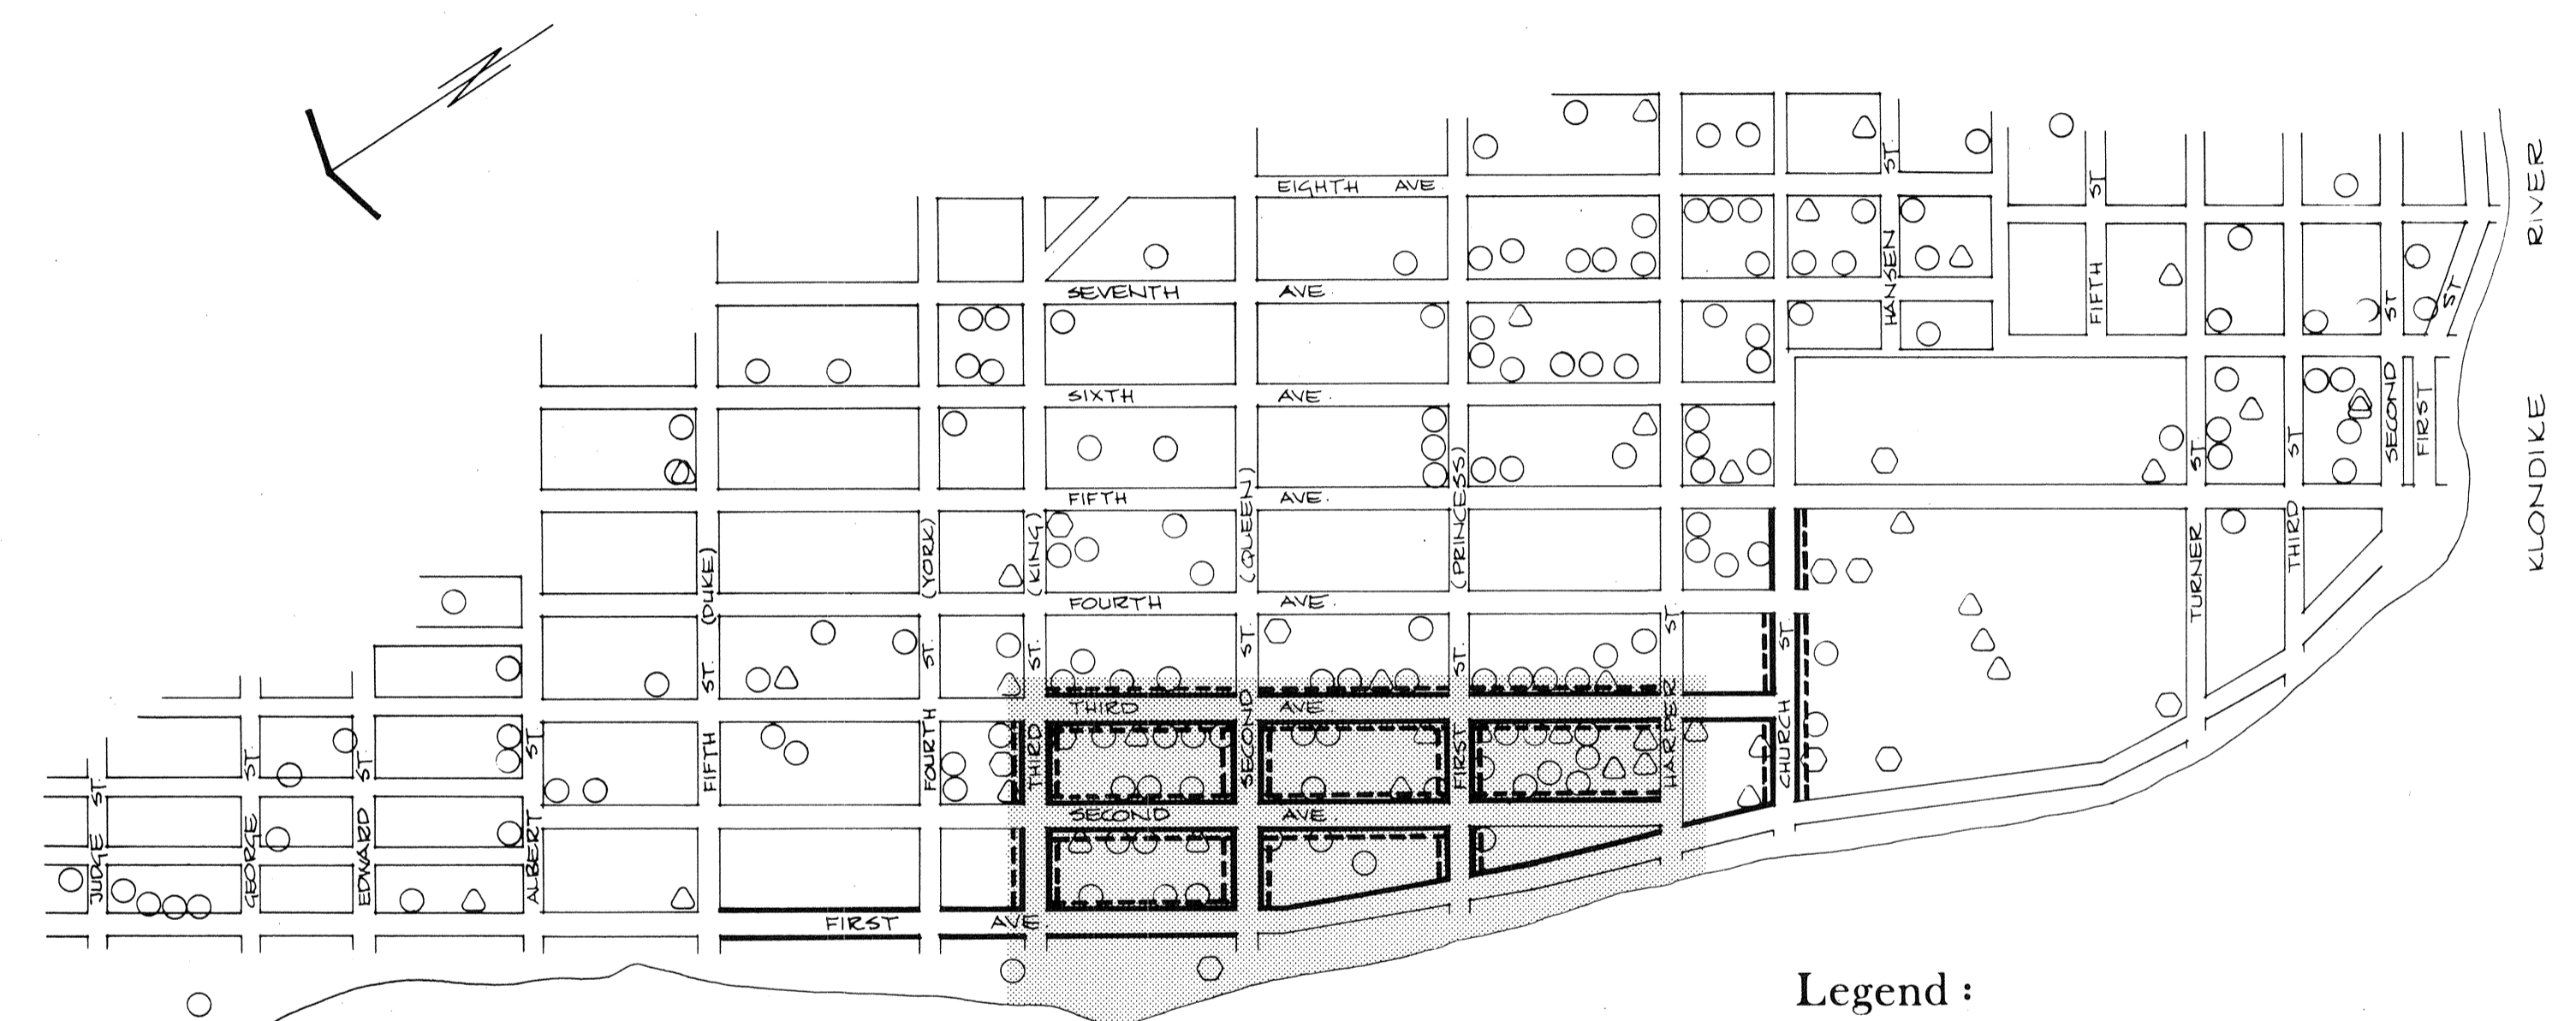 EIGHTH AVE.
SEVENTH AVE.
SIXTH AVE.
FIFTH AVE.
FOURTH AVE.
THIRD AVE.
SECOND AVE.
FIRST AVE
JUDGE ST.
GEORGE ST.
EDWARD ST.
ALBERT ST.
FIFTH ST. (DUKE)
FOURTH ST. (YORK)
THIRD ST. (KING)
SECOND ST. (QUEEN)
FIRST ST. (PRINCESS)
HARPER ST.
CHURCH ST.
HANSEN ST.
FIFTH ST
TURNER ST.
THIRD ST
SECOND ST
FIRST ST
KLONDIKE RIVER
Legend :